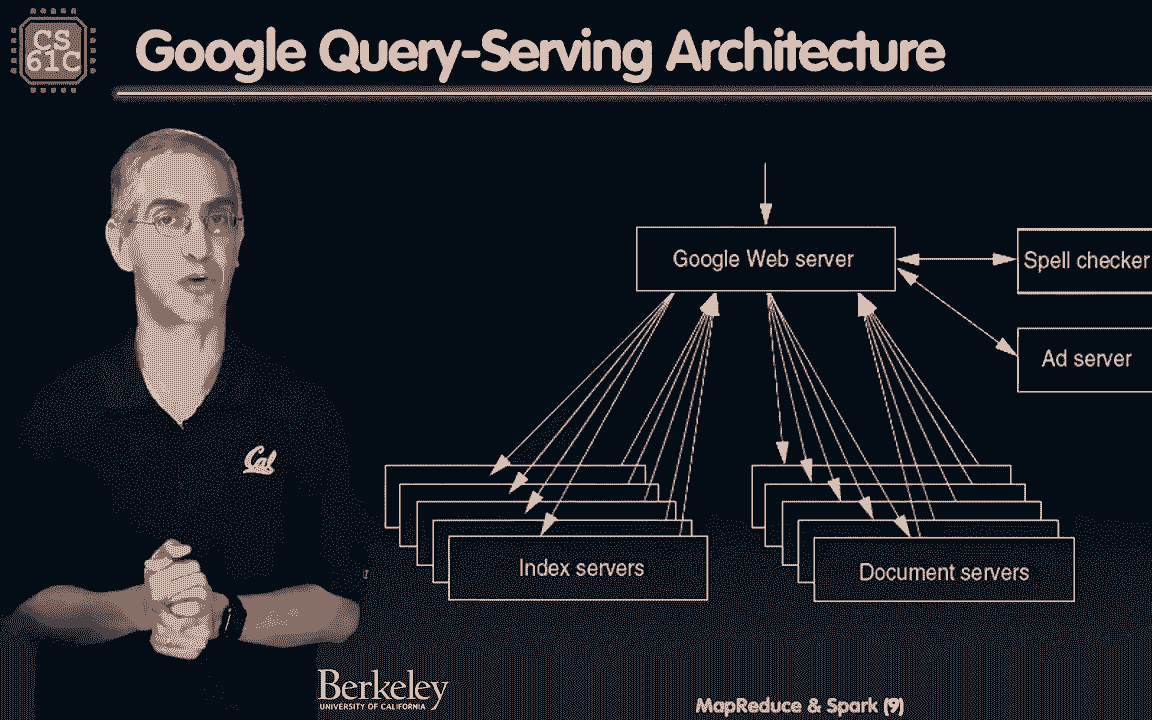 CS
61C
Google Query-Serving Architecture
Google Web server
Spell checker
Ad server
Cal
Index servers
Document servers
Berkeley
UNIVERSITY OF CALIFORNIA
MapReduce & Spark (9)